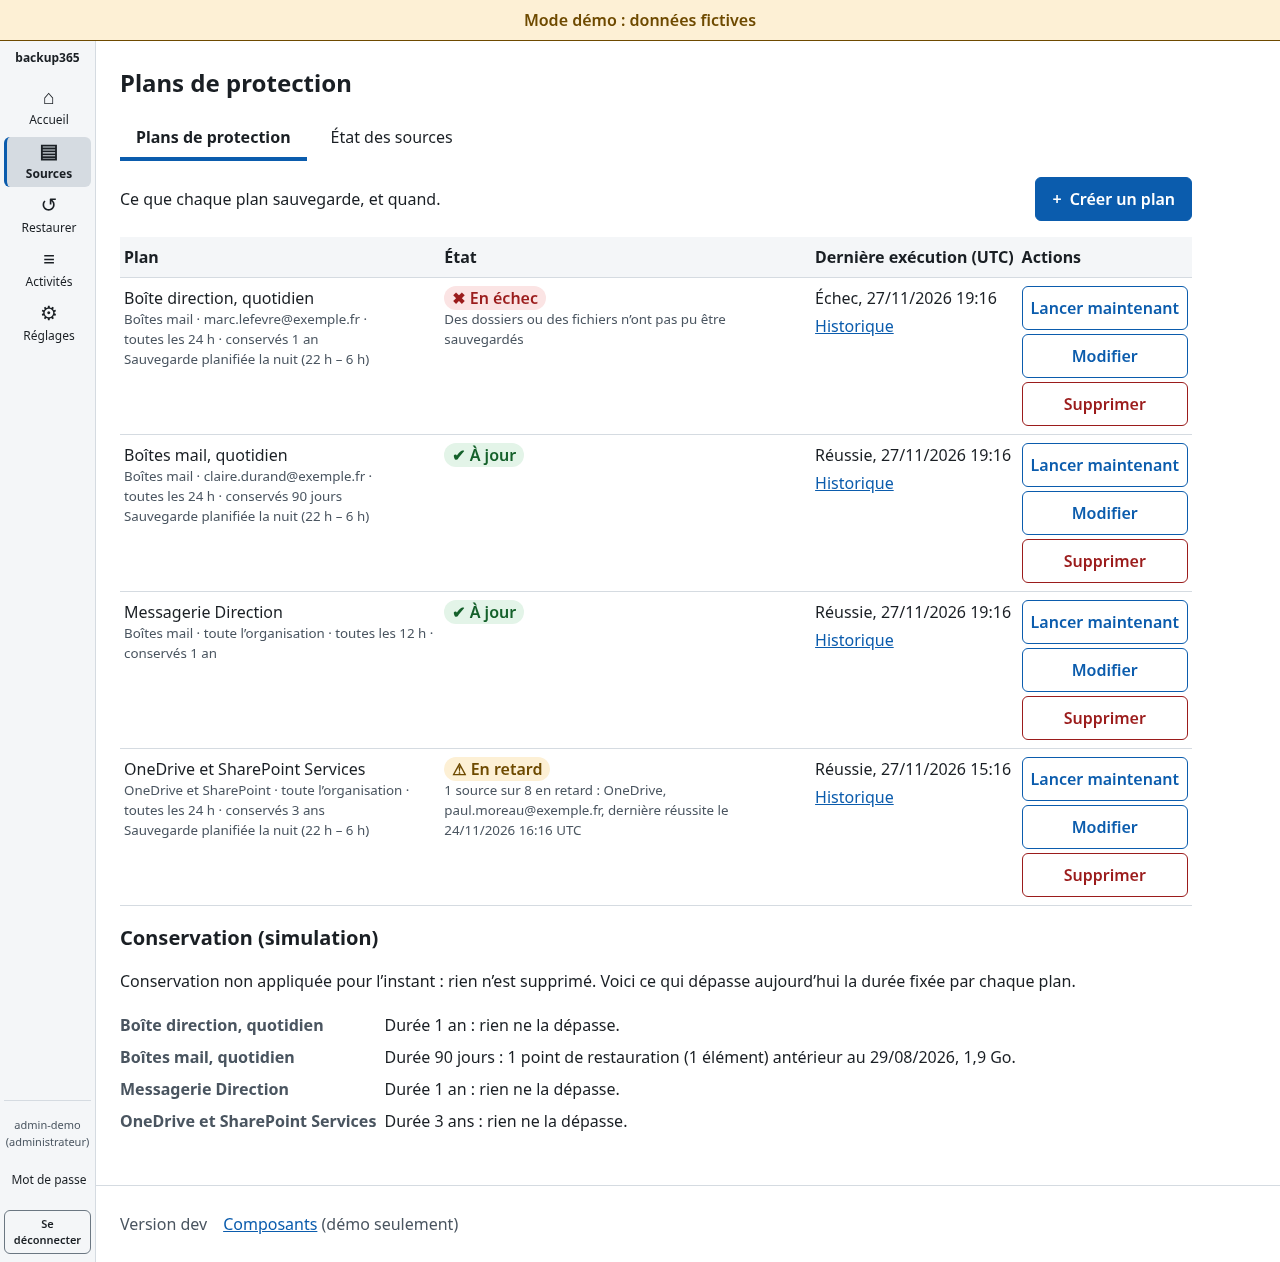 Mode démo : données fictives
backup365
Accueil
Sources
Restaurer
Activités
Réglages
admin-demo
(administrateur)
Mot de passe
Se
déconnecter
Plans de protection
Plans de protection
État des sources
Ce que chaque plan sauvegarde, et quand.
+ Créer un plan
Plan
État
Dernière exécution (UTC)
Actions
Boîte direction, quotidien
Boîtes mail · marc.lefevre@exemple.fr ·
toutes les 24 h · conservés 1 an
Sauvegarde planifiée la nuit (22 h – 6 h)
✖ En échec
Des dossiers ou des fichiers n’ont pas pu être
sauvegardés
Échec, 27/11/2026 19:16
Historique
Lancer maintenant
Modifier
Supprimer
Boîtes mail, quotidien
Boîtes mail · claire.durand@exemple.fr ·
toutes les 24 h · conservés 90 jours
Sauvegarde planifiée la nuit (22 h – 6 h)
✔ À jour
Réussie, 27/11/2026 19:16
Historique
Lancer maintenant
Modifier
Supprimer
Messagerie Direction
Boîtes mail · toute l’organisation · toutes les 12 h ·
conservés 1 an
✔ À jour
Réussie, 27/11/2026 19:16
Historique
Lancer maintenant
Modifier
Supprimer
OneDrive et SharePoint Services
OneDrive et SharePoint · toute l’organisation ·
toutes les 24 h · conservés 3 ans
Sauvegarde planifiée la nuit (22 h – 6 h)
⚠ En retard
1 source sur 8 en retard : OneDrive,
paul.moreau@exemple.fr, dernière réussite le
24/11/2026 16:16 UTC
Réussie, 27/11/2026 15:16
Historique
Lancer maintenant
Modifier
Supprimer
Conservation (simulation)
Conservation non appliquée pour l’instant : rien n’est supprimé. Voici ce qui dépasse aujourd’hui la durée fixée par chaque plan.
Boîte direction, quotidien Durée 1 an : rien ne la dépasse.
Boîtes mail, quotidien Durée 90 jours : 1 point de restauration (1 élément) antérieur au 29/08/2026, 1,9 Go.
Messagerie Direction Durée 1 an : rien ne la dépasse.
OneDrive et SharePoint Services Durée 3 ans : rien ne la dépasse.
Version dev Composants (démo seulement)